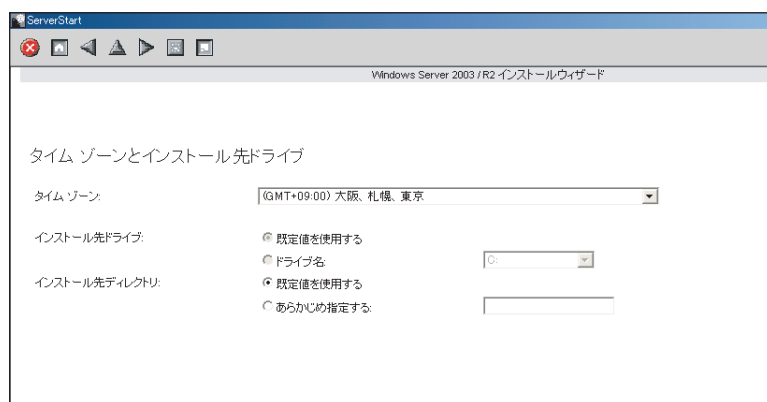 ServerStart
Windows Server 2003 / R2 インストールウィザード
タイム ゾーンとインストール先ドライブ
タイム ゾーン: (GMT+09:00) 大阪、札幌、東京
インストール先ドライブ: 既定値を使用する
ドライブ名: C:
インストール先ディレクトリ: 既定値を使用する
あらかじめ指定する: